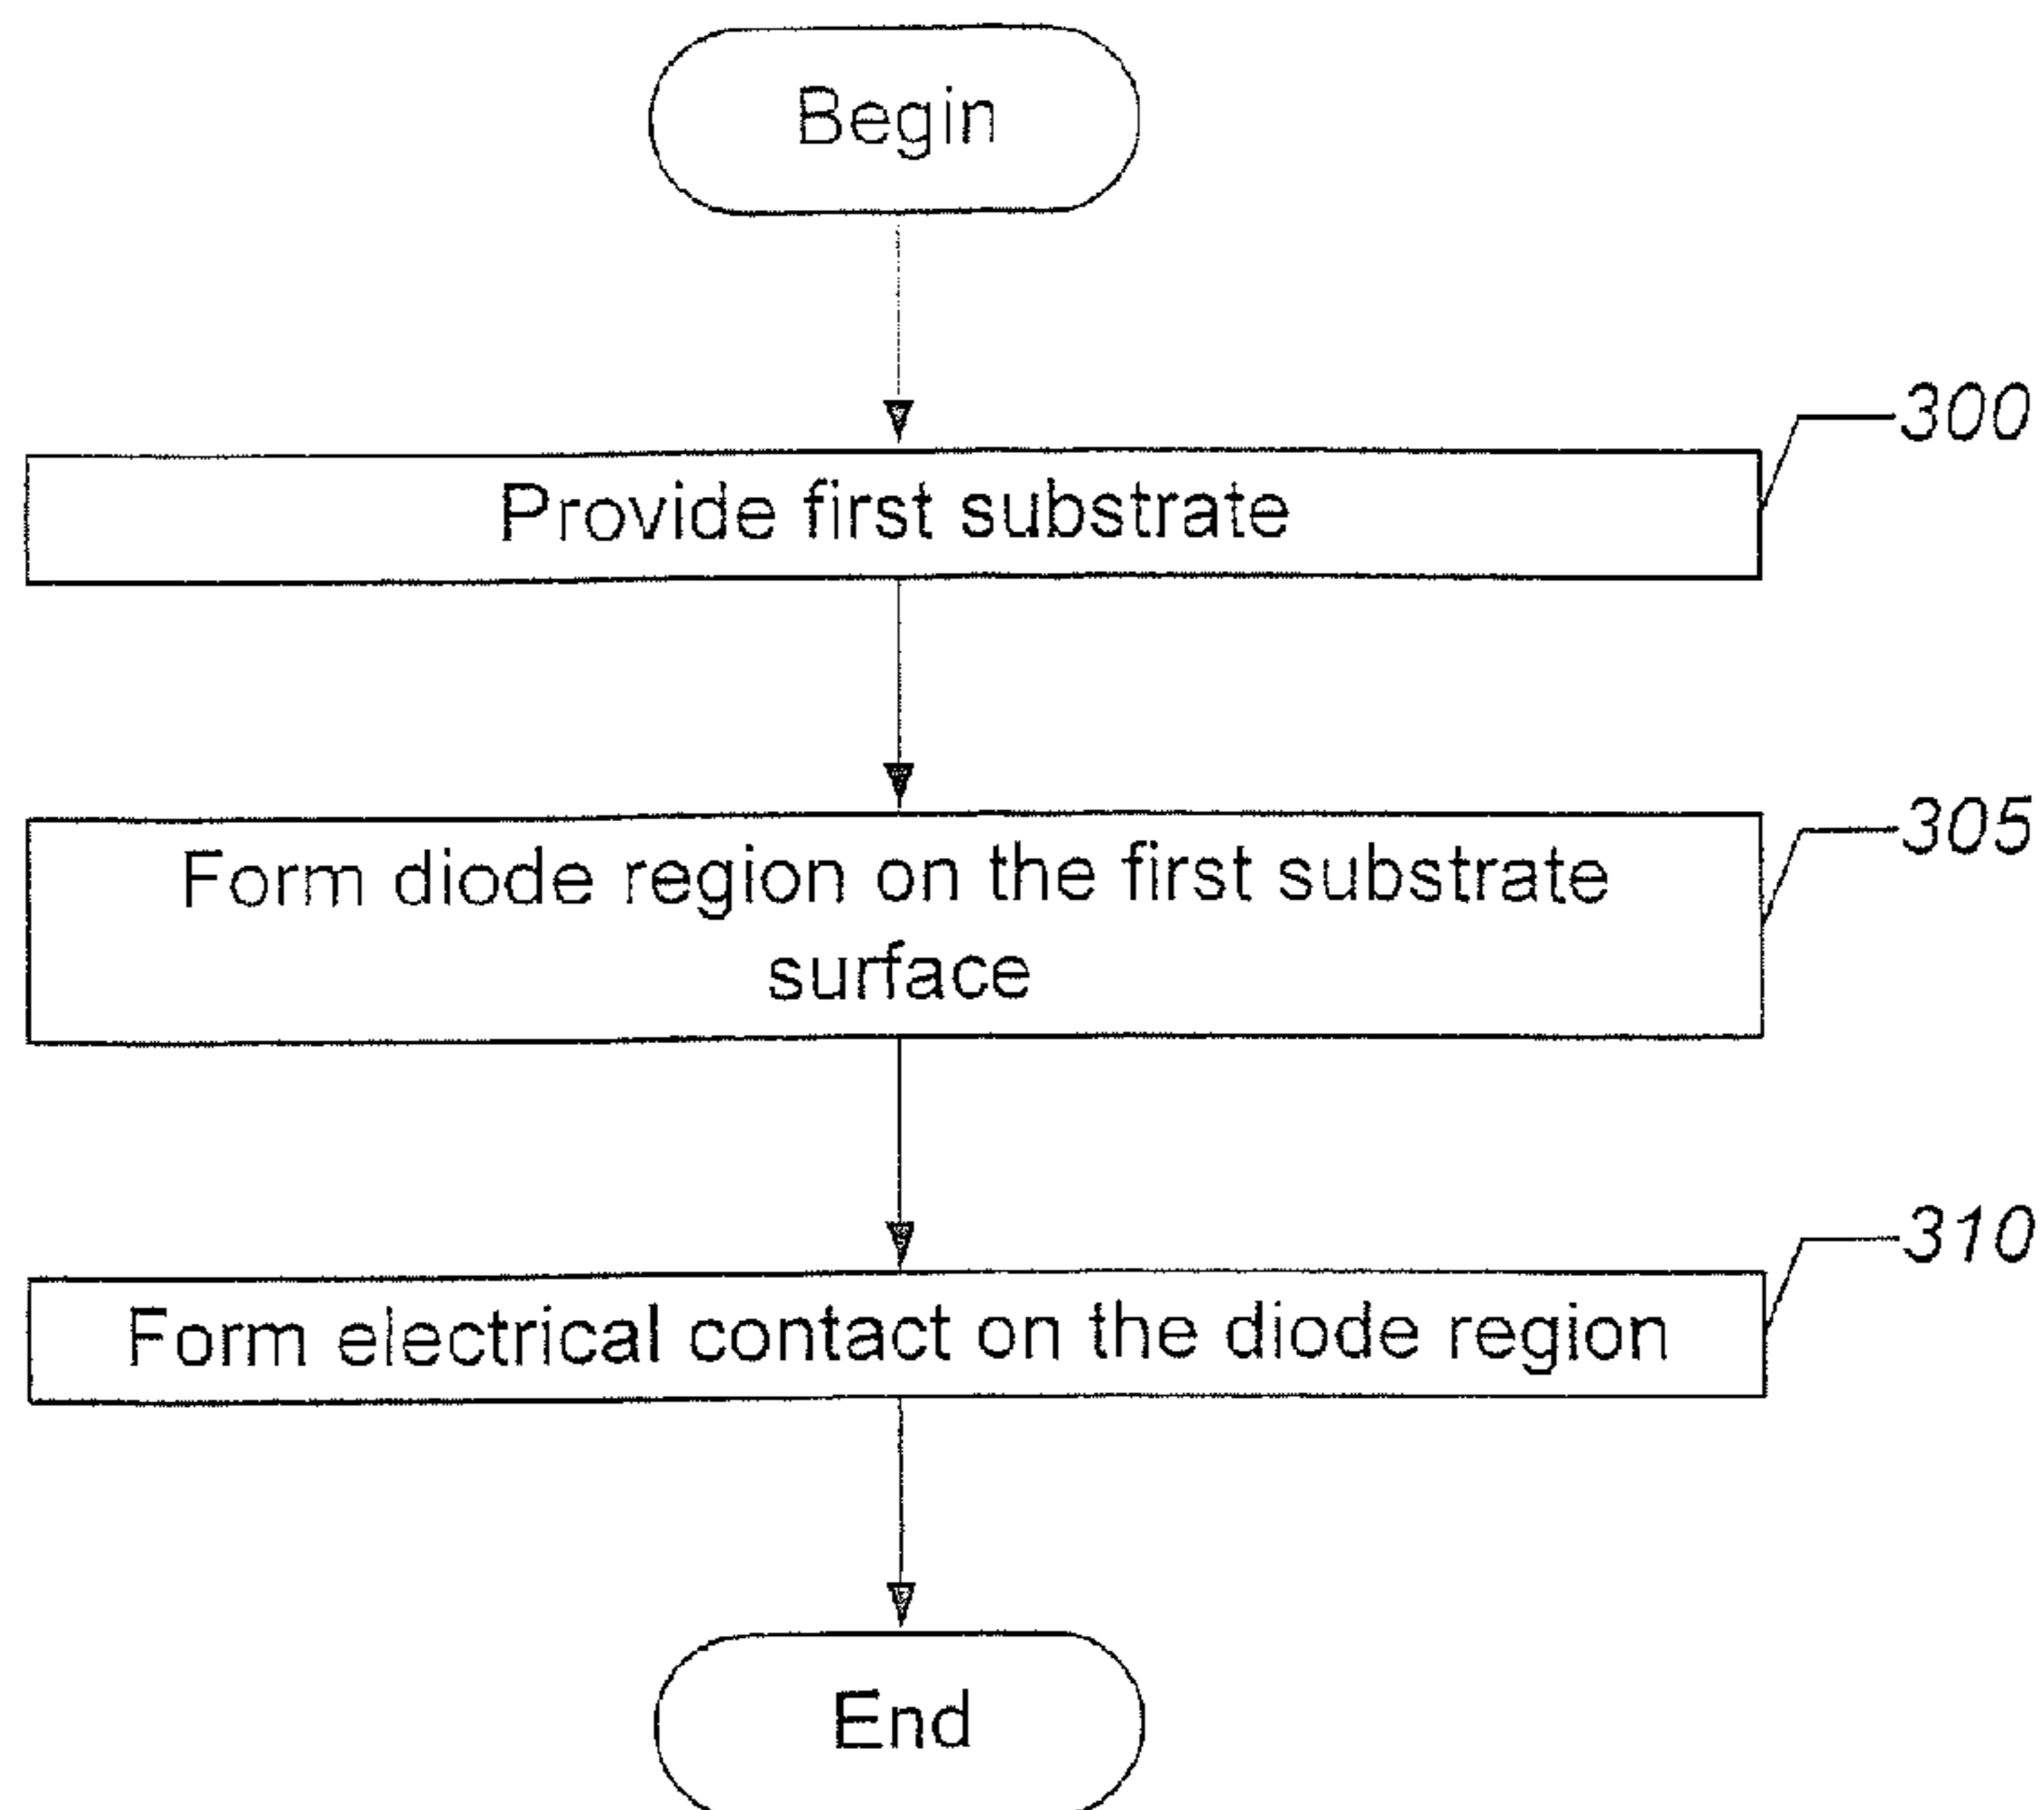 Begin
300
Provide first substrate
305
Form diode region on the first substrate
surface
310
Form electrical contact on the diode region
End